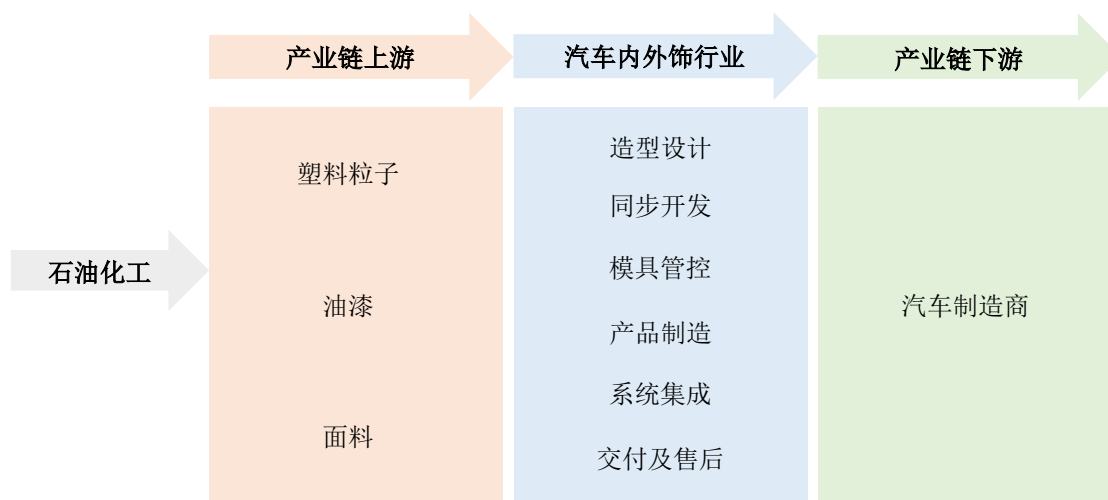 产业链上游
汽车内外饰行业
产业链下游
石油化工
塑料粒子
油漆
面料
造型设计
同步开发
模具管控
产品制造
系统集成
交付及售后
汽车制造商